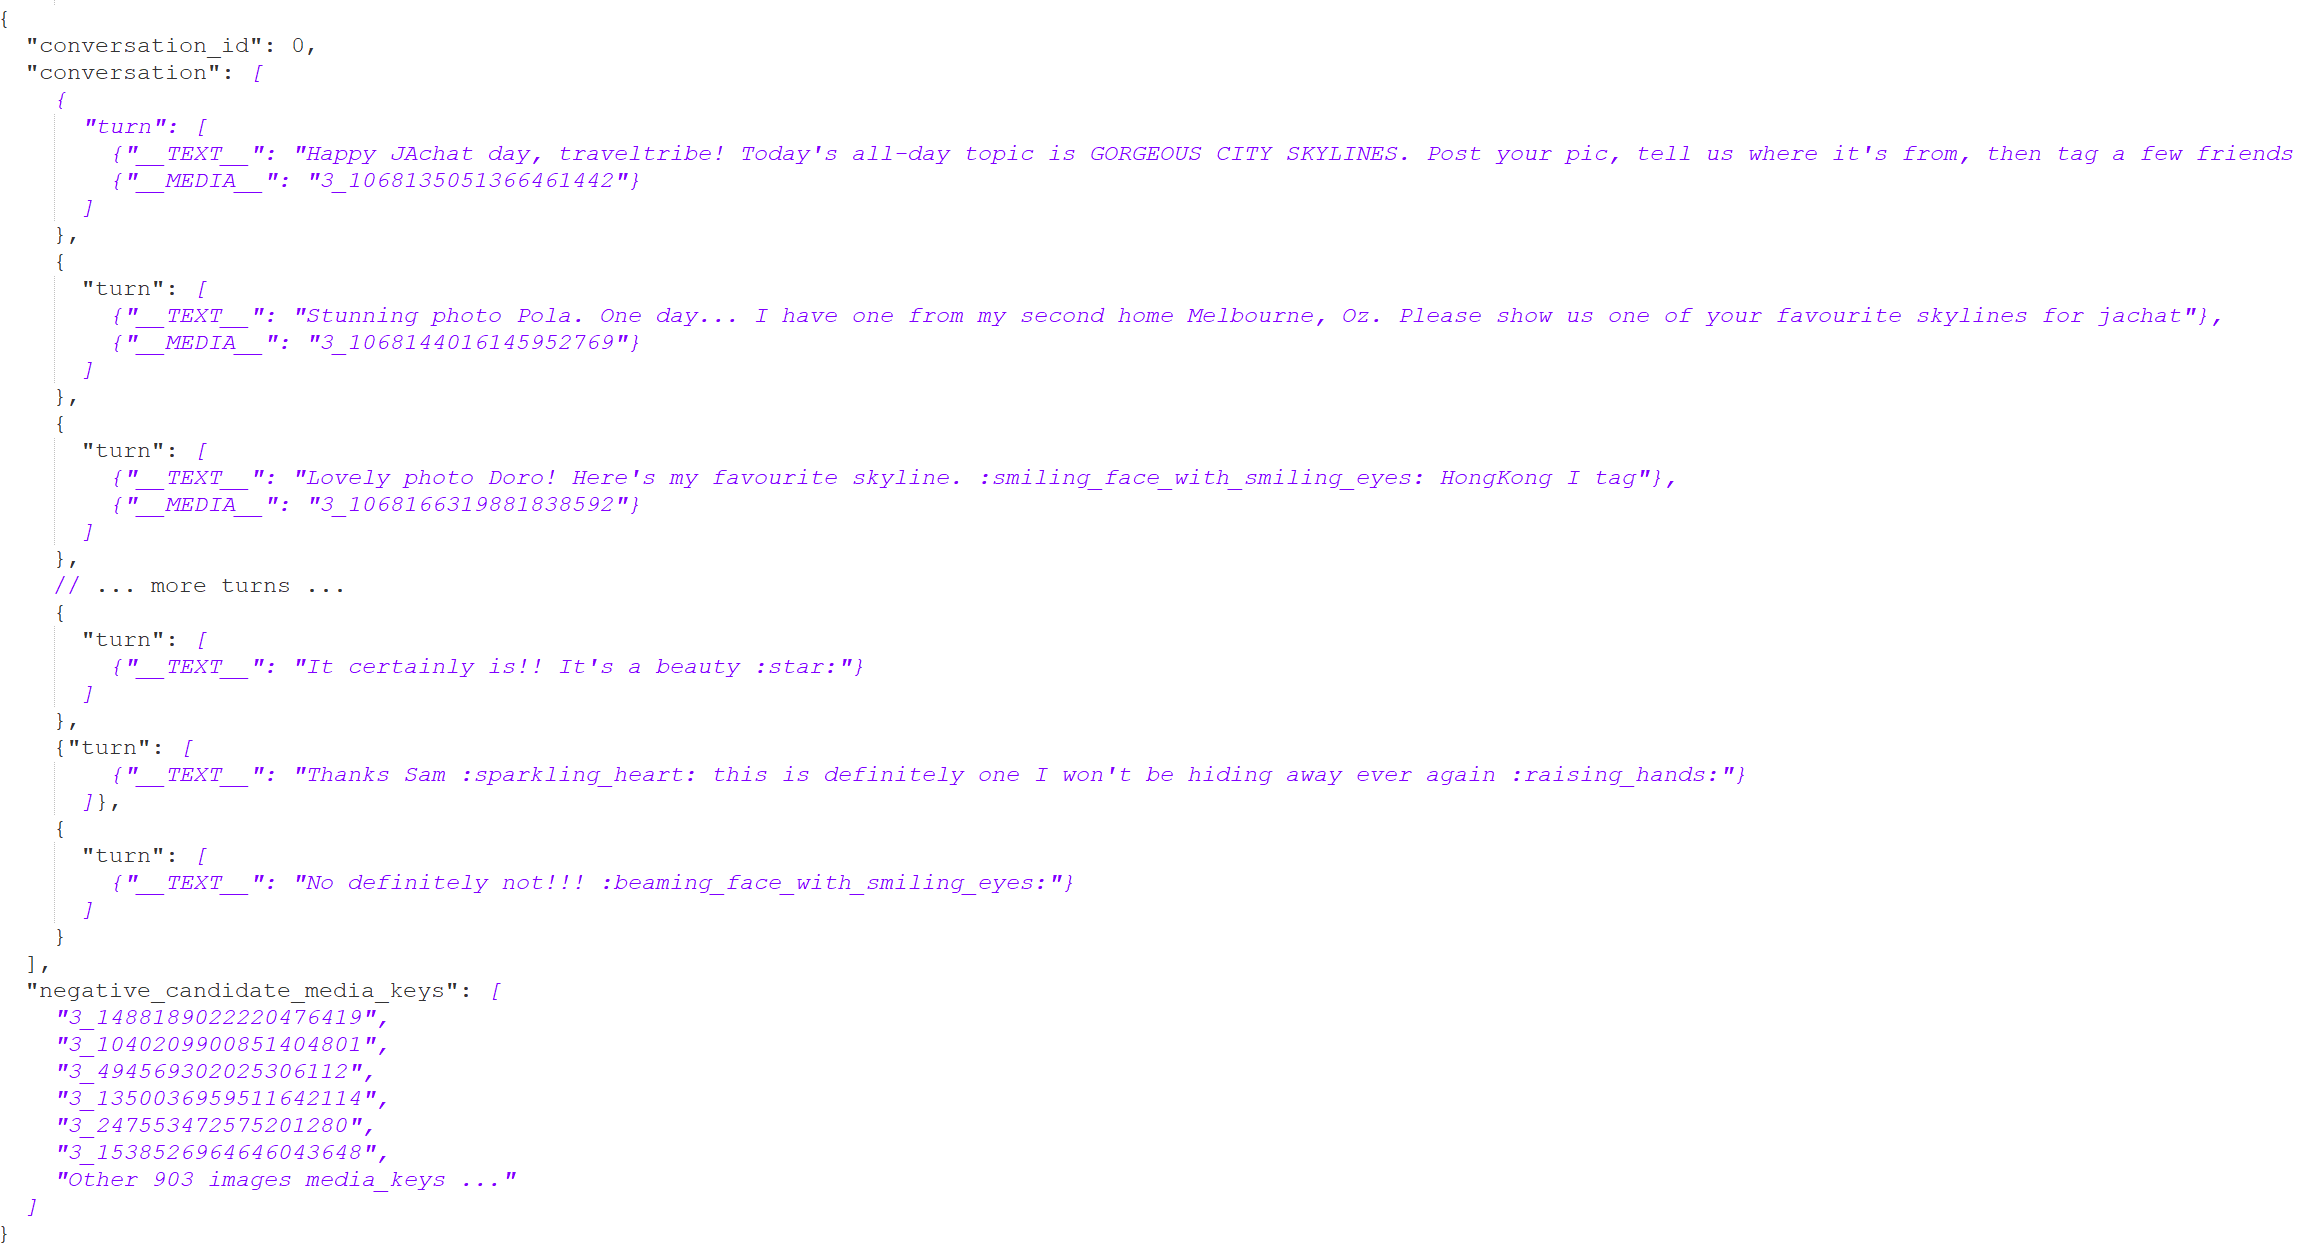 {
"conversation_id": 0,
"conversation": [
{
"turn": [
{"__TEXT__": "Happy JAchat day, traveltribe! Today's all-day topic is GORGEOUS CITY SKYLINES. Post your pic, tell us where it's from, then tag a few friends
{"__MEDIA__": "3_1068135051366461442"}
]
},
{
"turn": [
{"__TEXT__": "Stunning photo Pola. One day... I have one from my second home Melbourne, Oz. Please show us one of your favourite skylines for jachat"},
{"__MEDIA__": "3_1068144016145952769"}
]
},
{
"turn": [
{"__TEXT__": "Lovely photo Doro! Here's my favourite skyline. :smiling_face_with_smiling_eyes: HongKong I tag"},
{"__MEDIA__": "3_1068166319881838592"}
]
},
// ... more turns ...
{
"turn": [
{"__TEXT__": "It certainly is!! It's a beauty :star:"}
]
},
{"turn": [
{"__TEXT__": "Thanks Sam :sparkling_heart: this is definitely one I won't be hiding away ever again :raising_hands:"}
]},
{
"turn": [
{"__TEXT__": "No definitely not!!! :beaming_face_with_smiling_eyes:"}
]
}
],
"negative_candidate_media_keys": [
"3_1488189022220476419",
"3_1040209900851404801",
"3_494569302025306112",
"3_1350036959511642114",
"3_247553472575201280",
"3_1538526964646043648",
"Other 903 images media_keys ..."
]
}